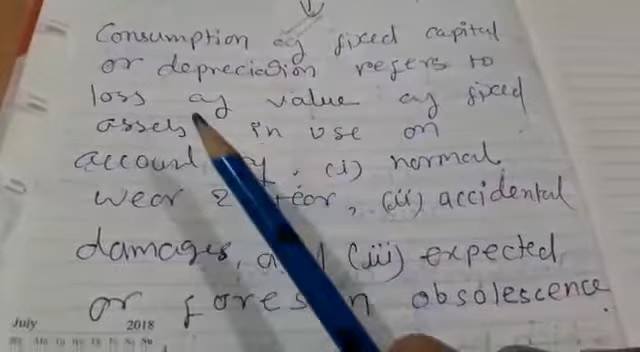 Consumption of fixed capital
or depreciation refers to
loss of value of fixed
assets in use on
account of . (i) normal
wear & tear, (ii) accidental
damages, and (iii) expected
or foreseen obsolescence.
July 2018